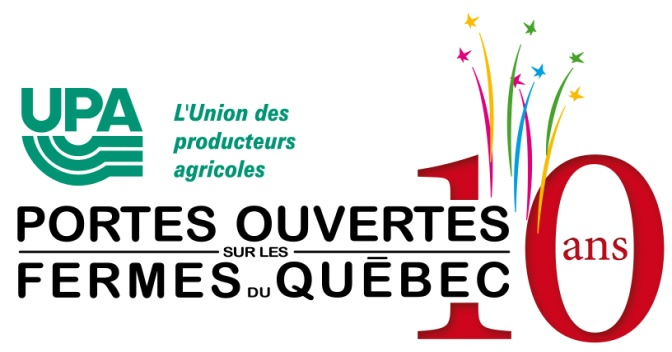 UPA
L'Union des
producteurs
agricoles
PORTES OUVERTES
SUR LES
FERMES DU QUÉBEC
10
ans